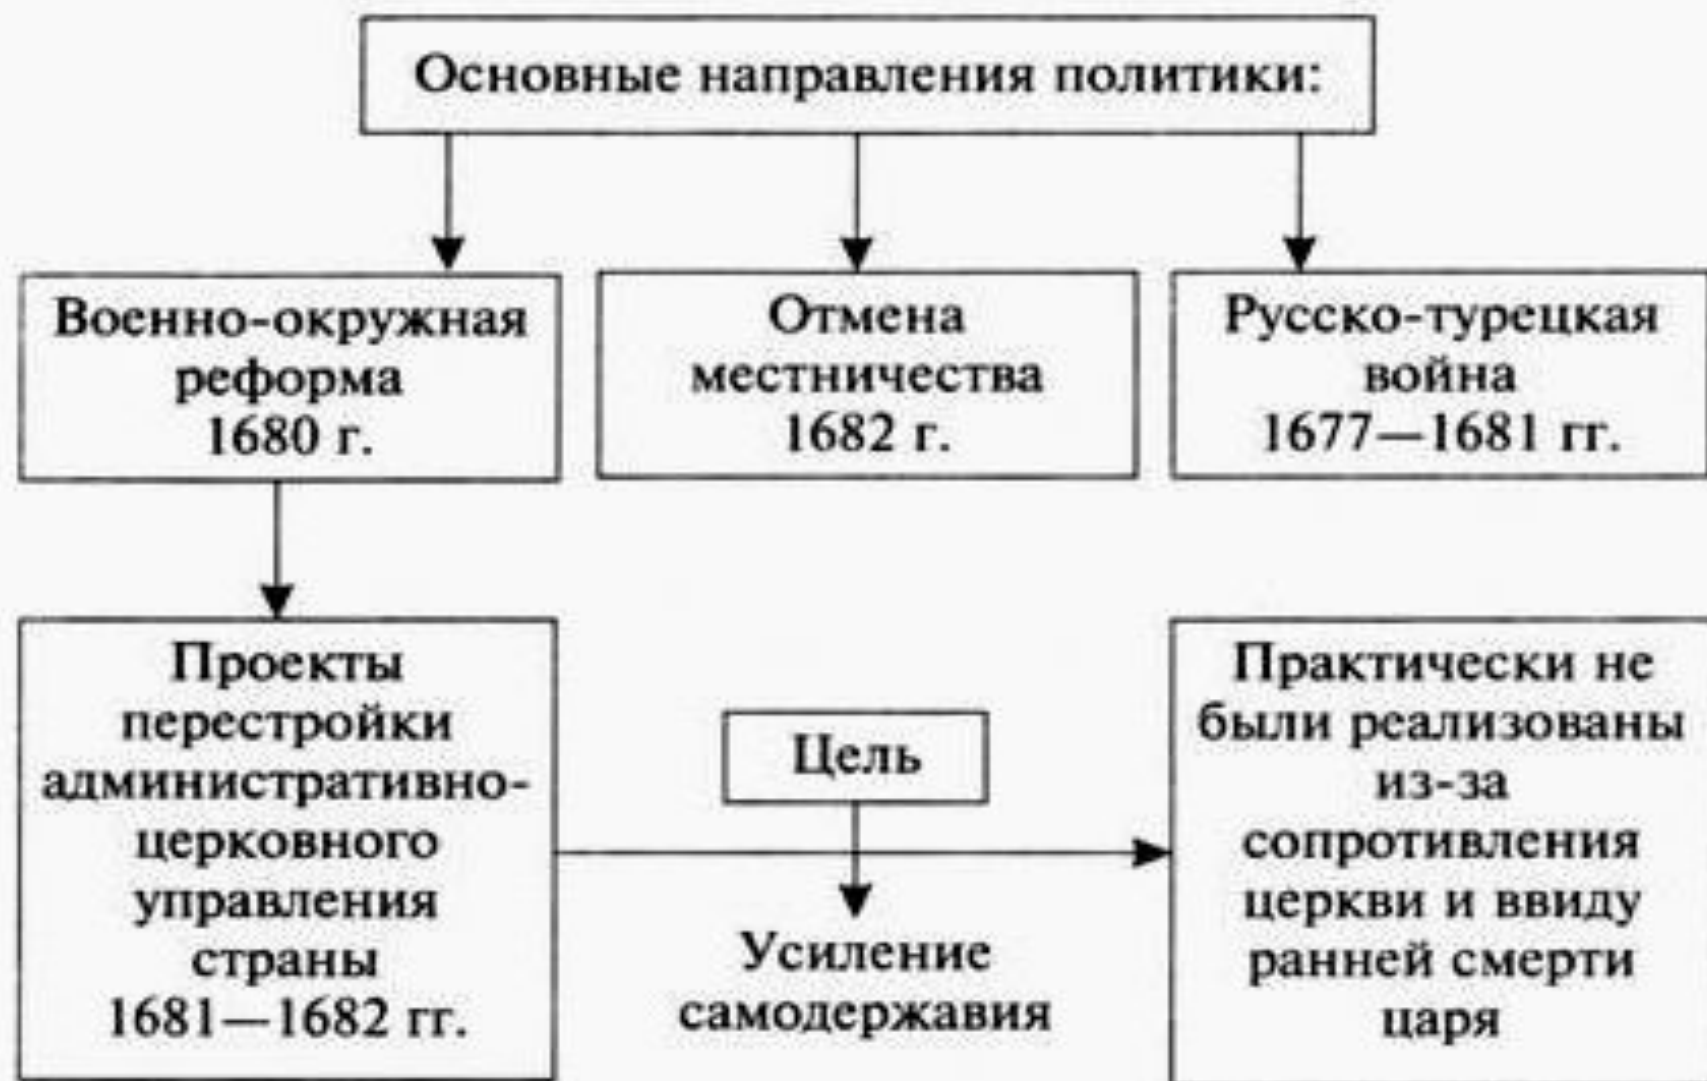 Основные направления политики:
Военно-окружная
реформа
1680 г.
Отмена
местничества
1682 г.
Русско-турецкая
война
1677—1681 гг.
Проекты
перестройки
административно-
церковного
управления
страны
1681—1682 гг.
Цель
Усиление
самодержавия
Практически не
были реализованы
из-за
сопротивления
церкви и ввиду
ранней смерти
царя